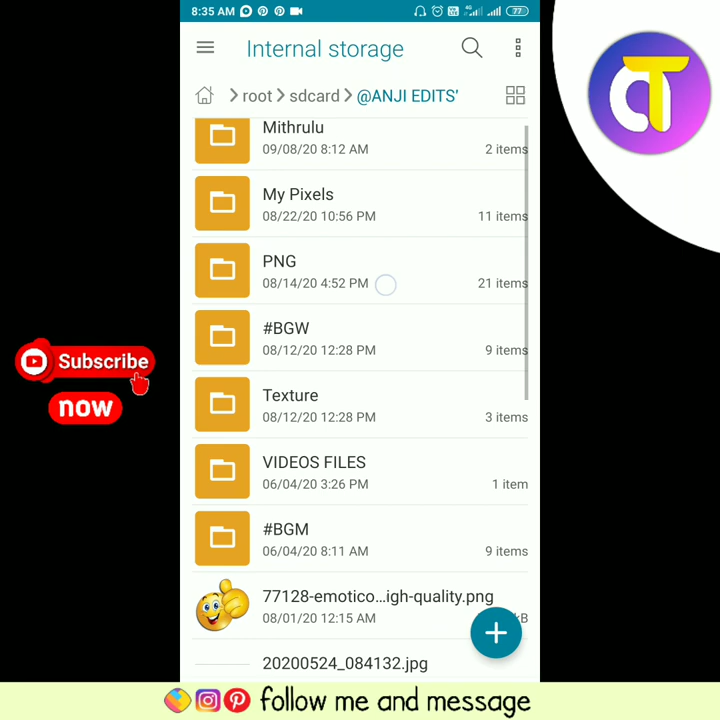 8:35 AM
4G
77
Internal storage
root sdcard @ANJI EDITS'
Mithrulu
09/08/20 8:12 AM 2 items
My Pixels
08/22/20 10:56 PM 11 items
PNG
08/14/20 4:52 PM 21 items
#BGW
08/12/20 12:28 PM 9 items
Texture
08/12/20 12:28 PM 3 items
VIDEOS FILES
06/04/20 3:26 PM 1 item
#BGM
06/04/20 8:11 AM 9 items
77128-emotico...igh-quality.png
08/01/20 12:15 AM
20200524_084132.jpg
Subscribe
now
follow me and message